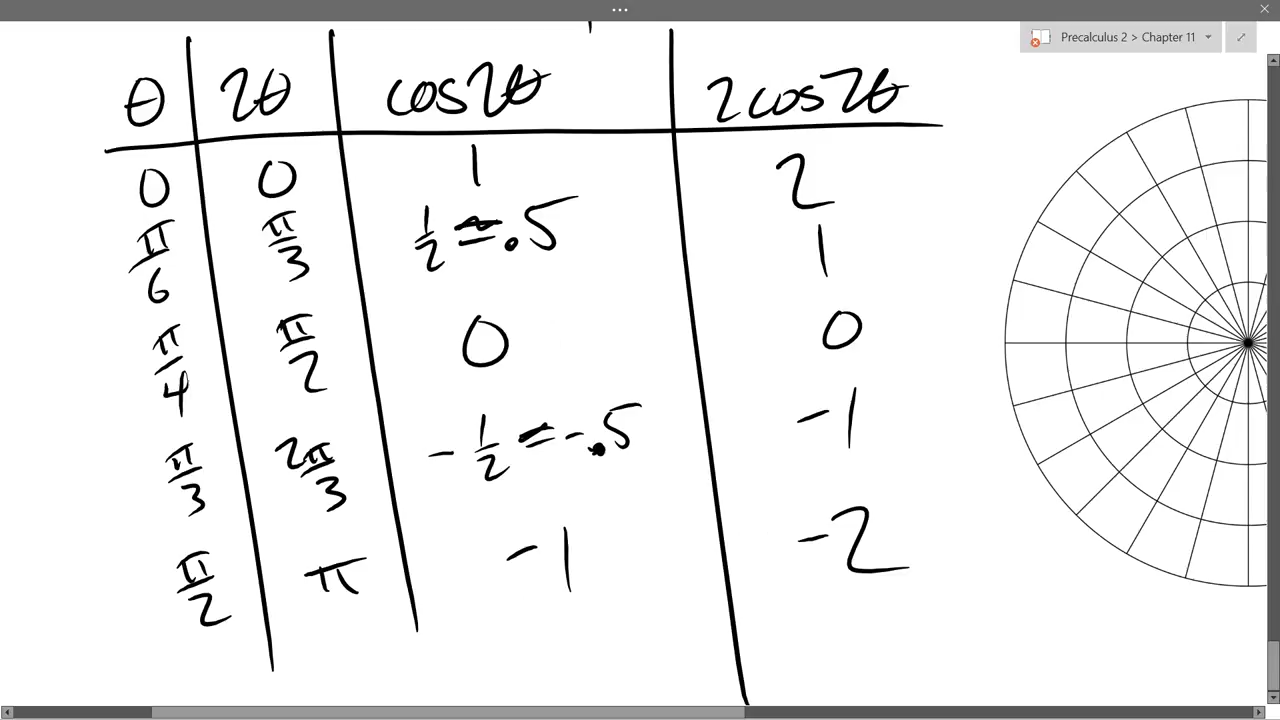 Precalculus 2 > Chapter 11
θ 2θ cos2θ 2cos2θ
0 0 1 2
π/6 π/3 1/2 = .5 1
π/4 π/2 0 0
π/3 2π/3 -1/2 = -.5 -1
π/2 π -1 -2